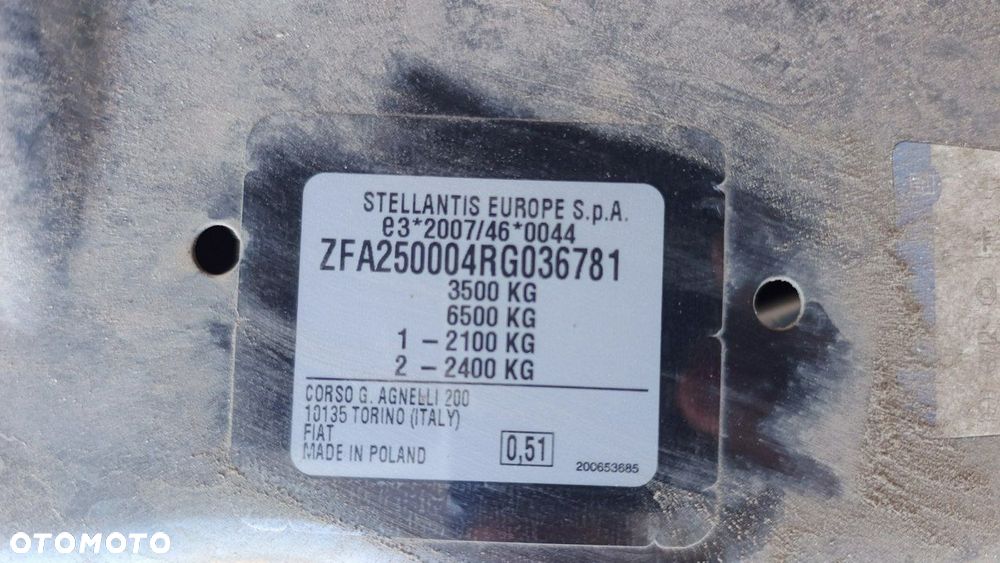 STELLANTIS EUROPE S.p.A.
e3*2007/46*0044
ZFA250004RG036781
3500 KG
6500 KG
1 - 2100 KG
2 - 2400 KG
CORSO G. AGNELLI 200
10135 TORINO (ITALY)
FIAT
MADE IN POLAND
0,51
200653685
OTOMOTO